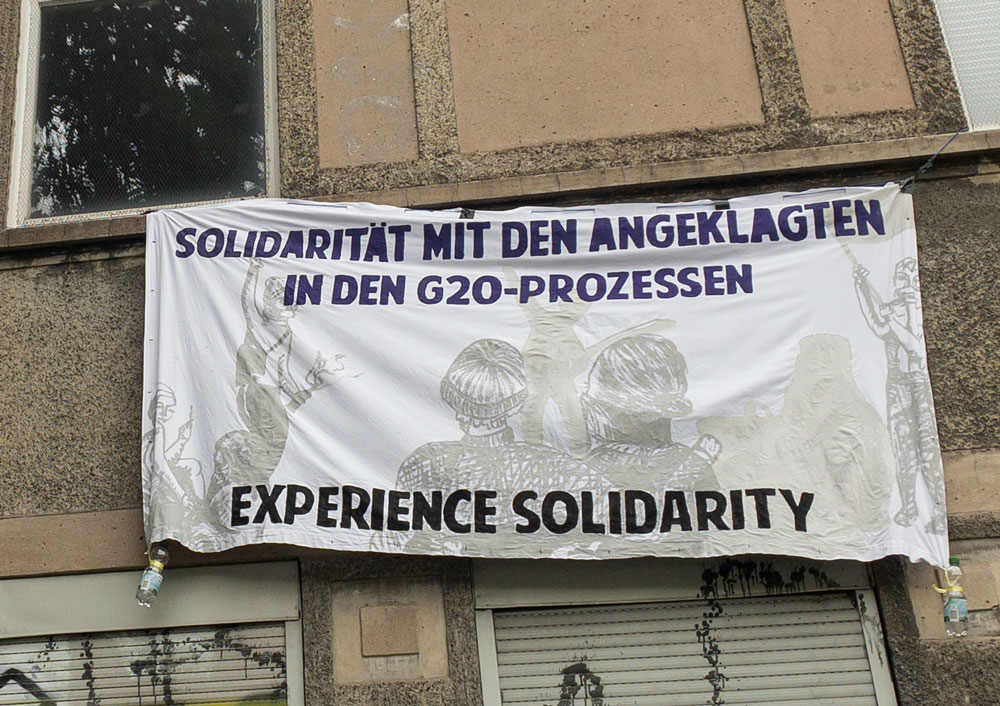 SOLIDARITÄT MIT DEN ANGEKLAGTEN
IN DEN G20-PROZESSEN
EXPERIENCE SOLIDARITY